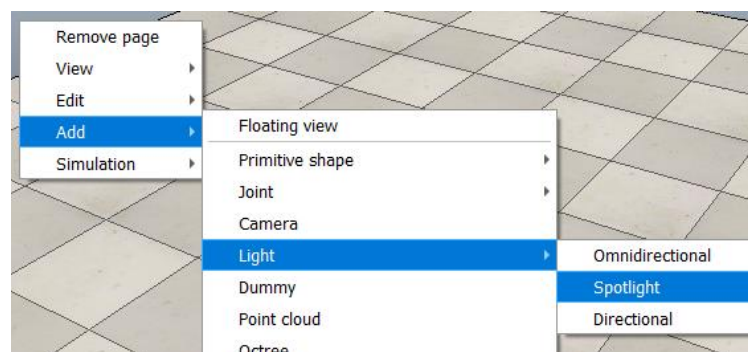 Remove page
View
Edit
Add
Simulation
Floating view
Primitive shape
Joint
Camera
Light
Dummy
Point cloud
Octree
Omnidirectional
Spotlight
Directional